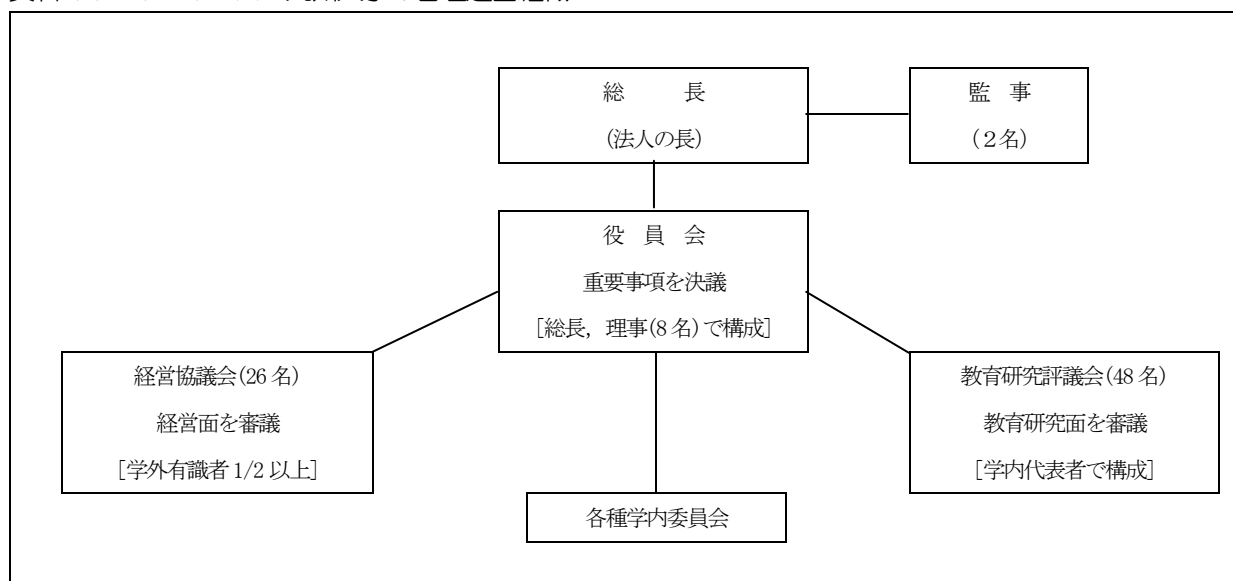 総 長
(法人の長)
監 事
(2名)
役 員 会
重要事項を決議
[総長，理事(8名)で構成]
経営協議会(26名)
経営面を審議
[学外有識者1/2以上]
教育研究評議会(48名)
教育研究面を審議
[学内代表者で構成]
各種学内委員会